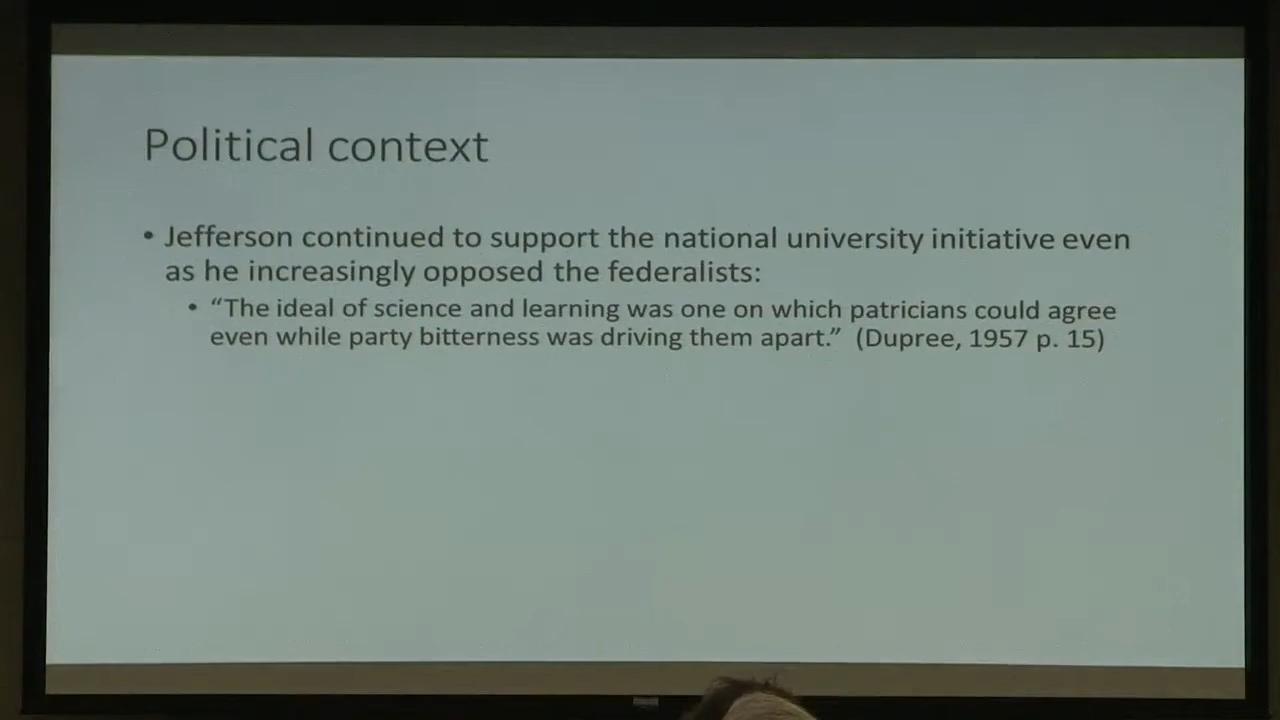 Political context
• Jefferson continued to support the national university initiative even
as he increasingly opposed the federalists:
• “The ideal of science and learning was one on which patricians could agree
even while party bitterness was driving them apart.” (Dupree, 1957 p. 15)